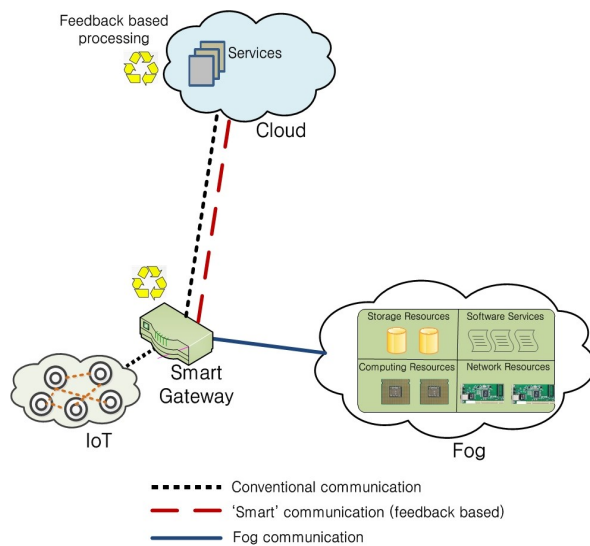 Feedback based
processing
Services
Cloud
Storage Resources
Software Services
Computing Resources
Network Resources
Smart
Gateway
IoT
Fog
Conventional communication
'Smart' communication (feedback based)
Fog communication